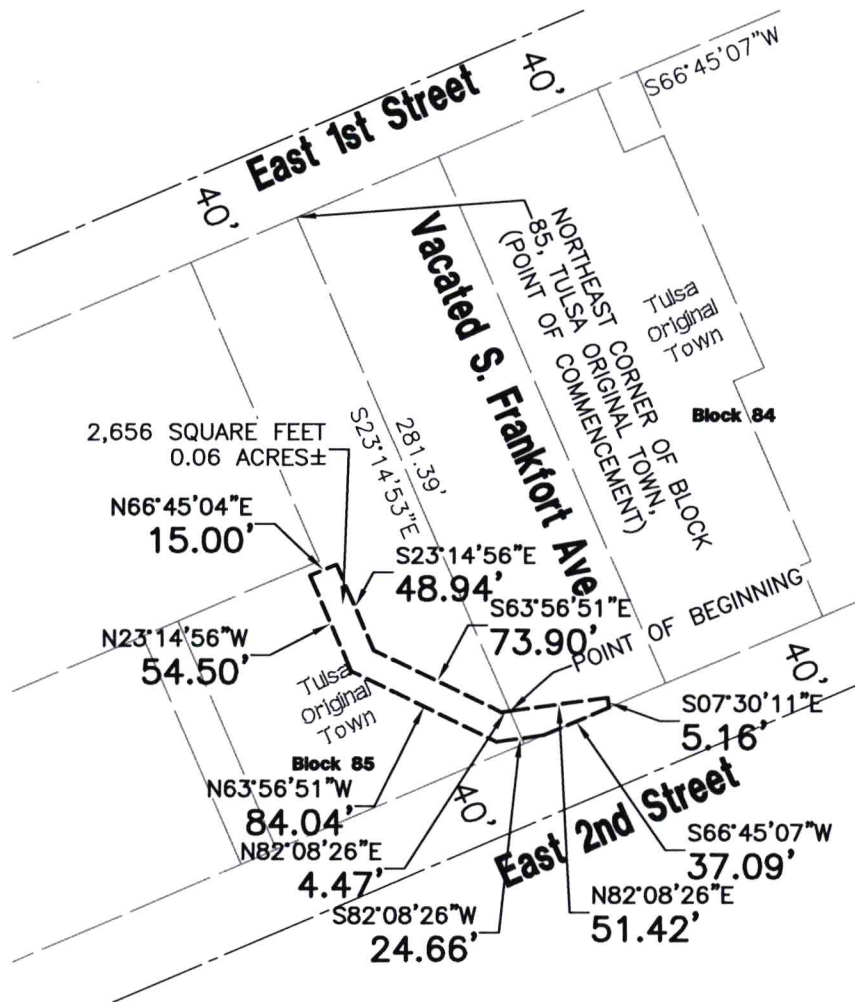 40'
East 1st Street
40'
S66°45'07"W
Vacated S. Frankfort Ave.
NORTHEAST CORNER OF BLOCK
85, TULSA ORIGINAL TOWN,
(POINT OF COMMENCEMENT)
Tulsa
Original
Town
Block 84
281.39'
S23°14'53"E
2,656 SQUARE FEET
0.06 ACRES±
N66°45'04"E
15.00'
S23°14'56"E
48.94'
S63°56'51"E
73.90'
POINT OF BEGINNING
N23°14'56"W
54.50'
Tulsa
Original
Town
Block 85
40'
S07°30'11"E
5.16'
N63°56'51"W
84.04'
40'
East 2nd Street
S66°45'07"W
37.09'
N82°08'26"E
4.47'
N82°08'26"E
51.42'
S82°08'26"W
24.66'